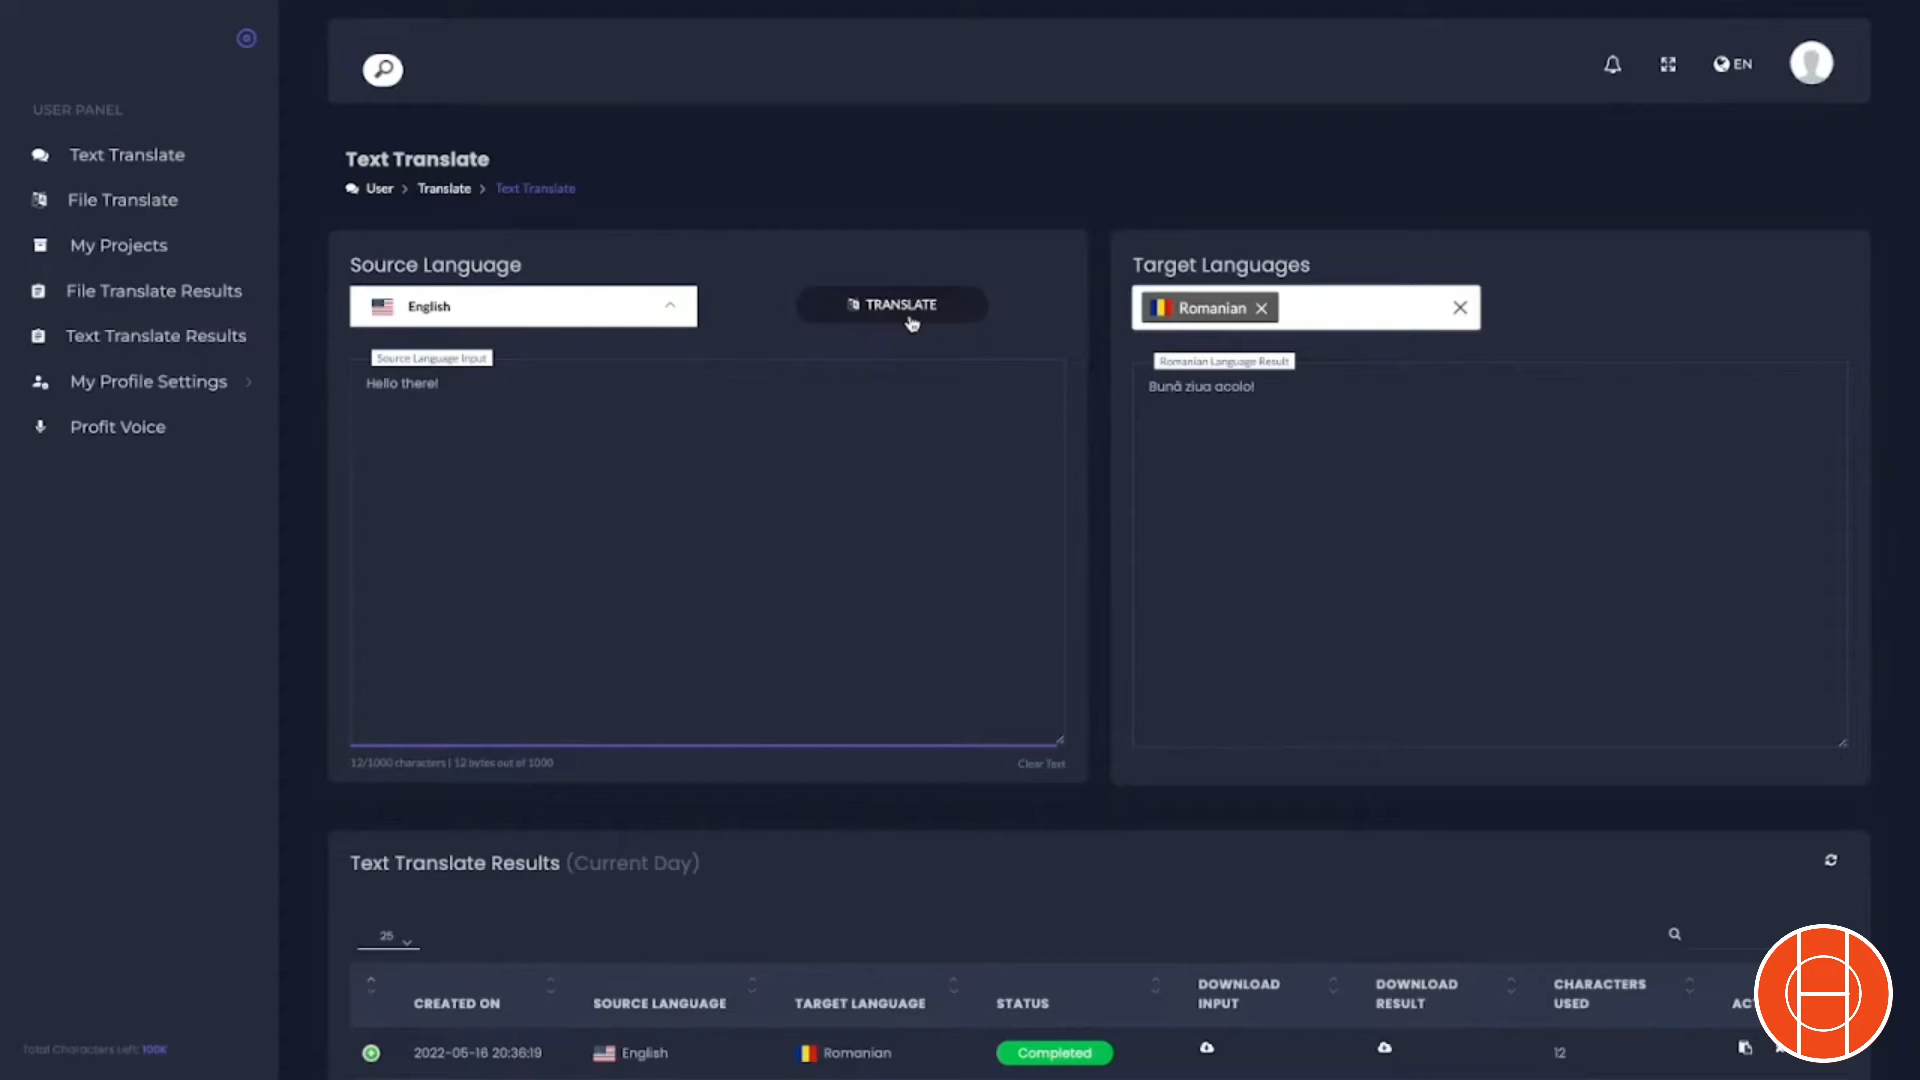 EN
USER PANEL
Text Translate
File Translate
My Projects
File Translate Results
Text Translate Results
My Profile Settings
Profit Voice
Total Characters Left: 100K
Text Translate
User > Translate > Text Translate
Source Language
English
TRANSLATE
Source Language Input
Hello there!
12/1000 characters | 12 bytes out of 1000
Clear Text
Target Languages
Romanian
Romanian Language Result
Bună ziua acolo!
Text Translate Results (Current Day)
25
CREATED ON SOURCE LANGUAGE TARGET LANGUAGE STATUS DOWNLOAD INPUT DOWNLOAD RESULT CHARACTERS USED
2022-05-16 20:36:19 English Romanian Completed 12